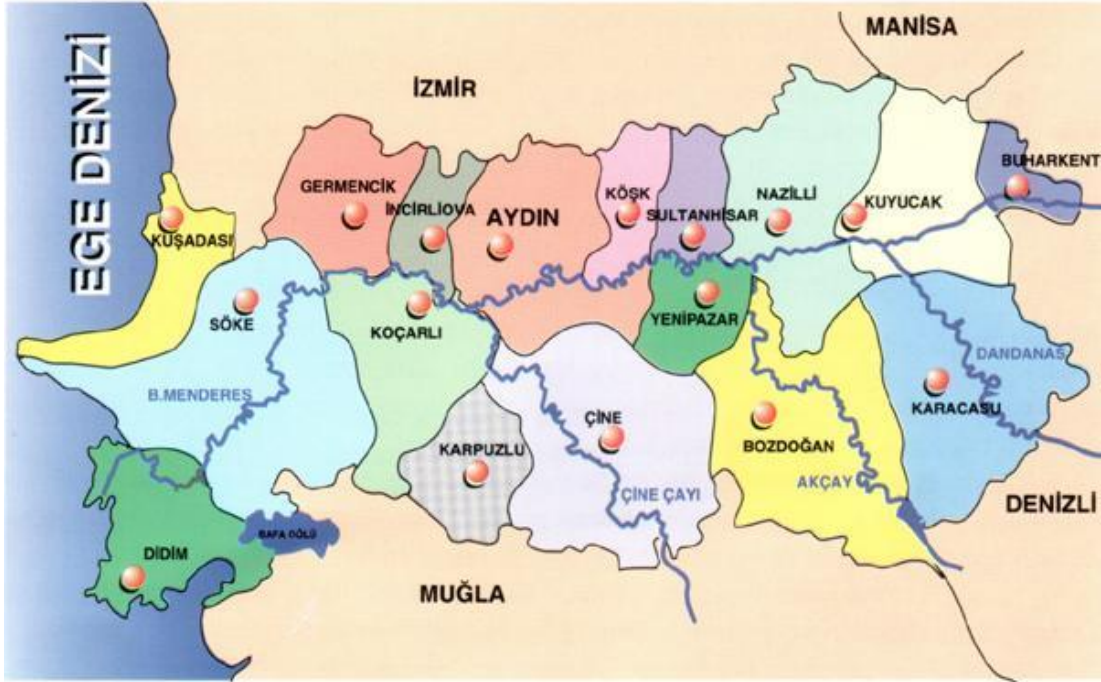 MANİSA
İZMİR
EGE DENİZİ
BUHARKENT
GERMENCİK
KÖŞK
NAZİLLİ
KUYUCAK
İNCİRLİOVA
AYDIN
SULTANHİSAR
KUŞADASI
SÖKE
KOÇARLI
YENİPAZAR
DANDANAS
B.MENDERES
KARACASU
ÇİNE
BOZDOĞAN
KARPUZLU
AKÇAY
ÇİNE ÇAYI
DENİZLİ
BAFA GÖLÜ
DİDİM
MUĞLA